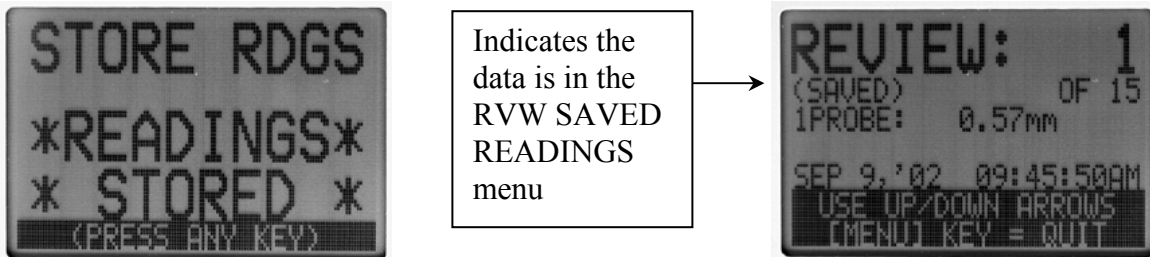 STORE RDGS
*READINGS*
* STORED *
(PRESS ANY KEY)
Indicates the
data is in the
RVW SAVED
READINGS
menu
REVIEW: 1
(SAVED) OF 15
1PROBE: 0.57mm
SEP 9,'02 09:45:50AM
USE UP/DOWN ARROWS
[MENU] KEY = QUIT